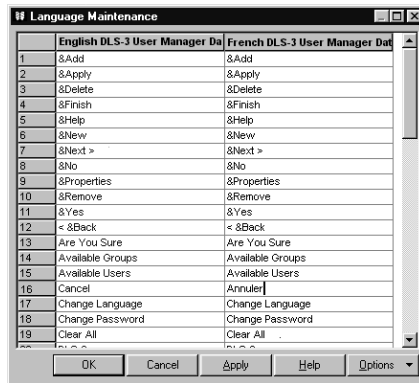 Language Maintenance
English DLS-3 User Manager Da French DLS-3 User Manager Dat
1 &Add &Add
2 &Apply &Apply
3 &Delete &Delete
4 &Finish &Finish
5 &Help &Help
6 &New &New
7 &Next > &Next >
8 &No &No
9 &Properties &Properties
10 &Remove &Remove
11 &Yes &Yes
12 < &Back < &Back
13 Are You Sure Are You Sure
14 Available Groups Available Groups
15 Available Users Available Users
16 Cancel Annuler
17 Change Language Change Language
18 Change Password Change Password
19 Clear All Clear All
OK Cancel Apply Help Options